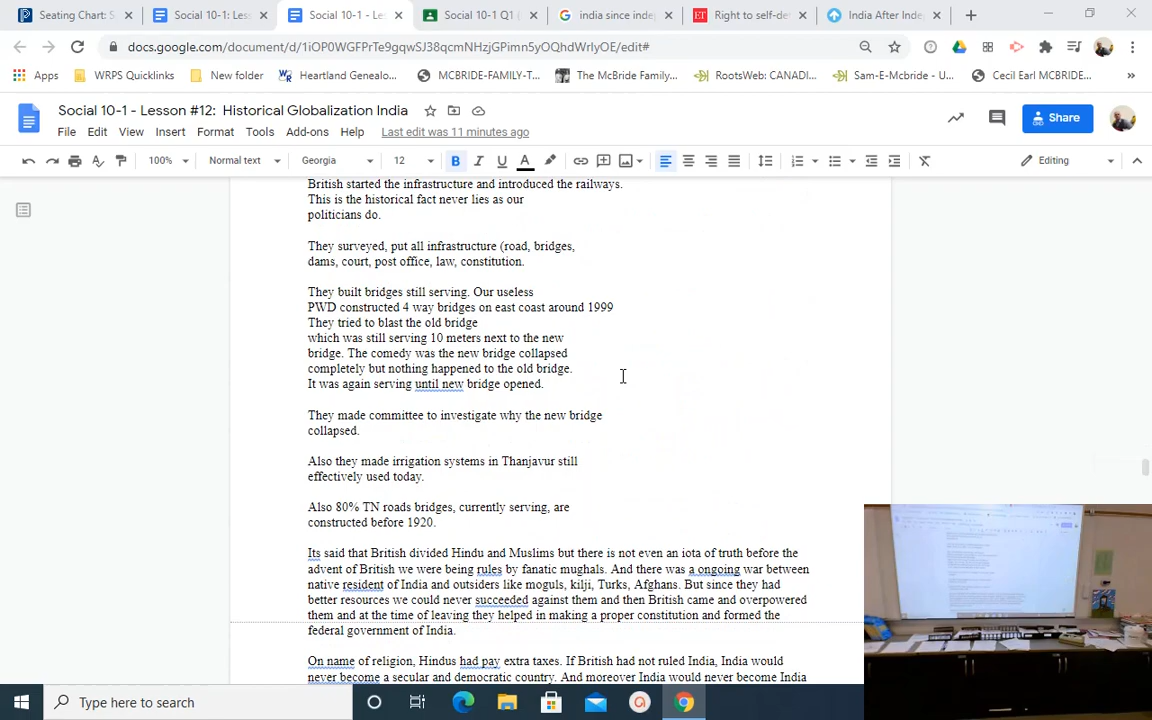 Seating Chart: S
Social 10-1: Less
Social 10-1 - Le
Social 10-1 Q1 (
india since inde
Right to self-de
India After Inde
docs.google.com/document/d/1iOP0WGFPrTe9gqwSJ38qcmNHzjGPimn5yOQhdWrIyOE/edit#
Apps
WRPS Quicklinks
New folder
Heartland Genealo...
MCBRIDE-FAMILY-T...
The McBride Family...
RootsWeb: CANADI...
Sam-E-Mcbride - U...
Cecil Earl MCBRIDE...
Social 10-1 - Lesson #12: Historical Globalization India
File Edit View Insert Format Tools Add-ons Help Last edit was 11 minutes ago
Share
100% Normal text Georgia 12 B I U A Editing
British started the infrastructure and introduced the railways.
This is the historical fact never lies as our
politicians do.
They surveyed, put all infrastructure (road, bridges,
dams, court, post office, law, constitution.
They built bridges still serving. Our useless
PWD constructed 4 way bridges on east coast around 1999
They tried to blast the old bridge
which was still serving 10 meters next to the new
bridge. The comedy was the new bridge collapsed
completely but nothing happened to the old bridge.
It was again serving until new bridge opened.
They made committee to investigate why the new bridge
collapsed.
Also they made irrigation systems in Thanjavur still
effectively used today.
Also 80% TN roads bridges, currently serving, are
constructed before 1920.
Its said that British divided Hindu and Muslims but there is not even an iota of truth before the
advent of British we were being rules by fanatic mughals. And there was a ongoing war between
native resident of India and outsiders like moguls, kilji, Turks, Afghans. But since they had
better resources we could never succeeded against them and then British came and overpowered
them and at the time of leaving they helped in making a proper constitution and formed the
federal government of India.
On name of religion, Hindus had pay extra taxes. If British had not ruled India, India would
never become a secular and democratic country. And moreover India would never become India
Type here to search